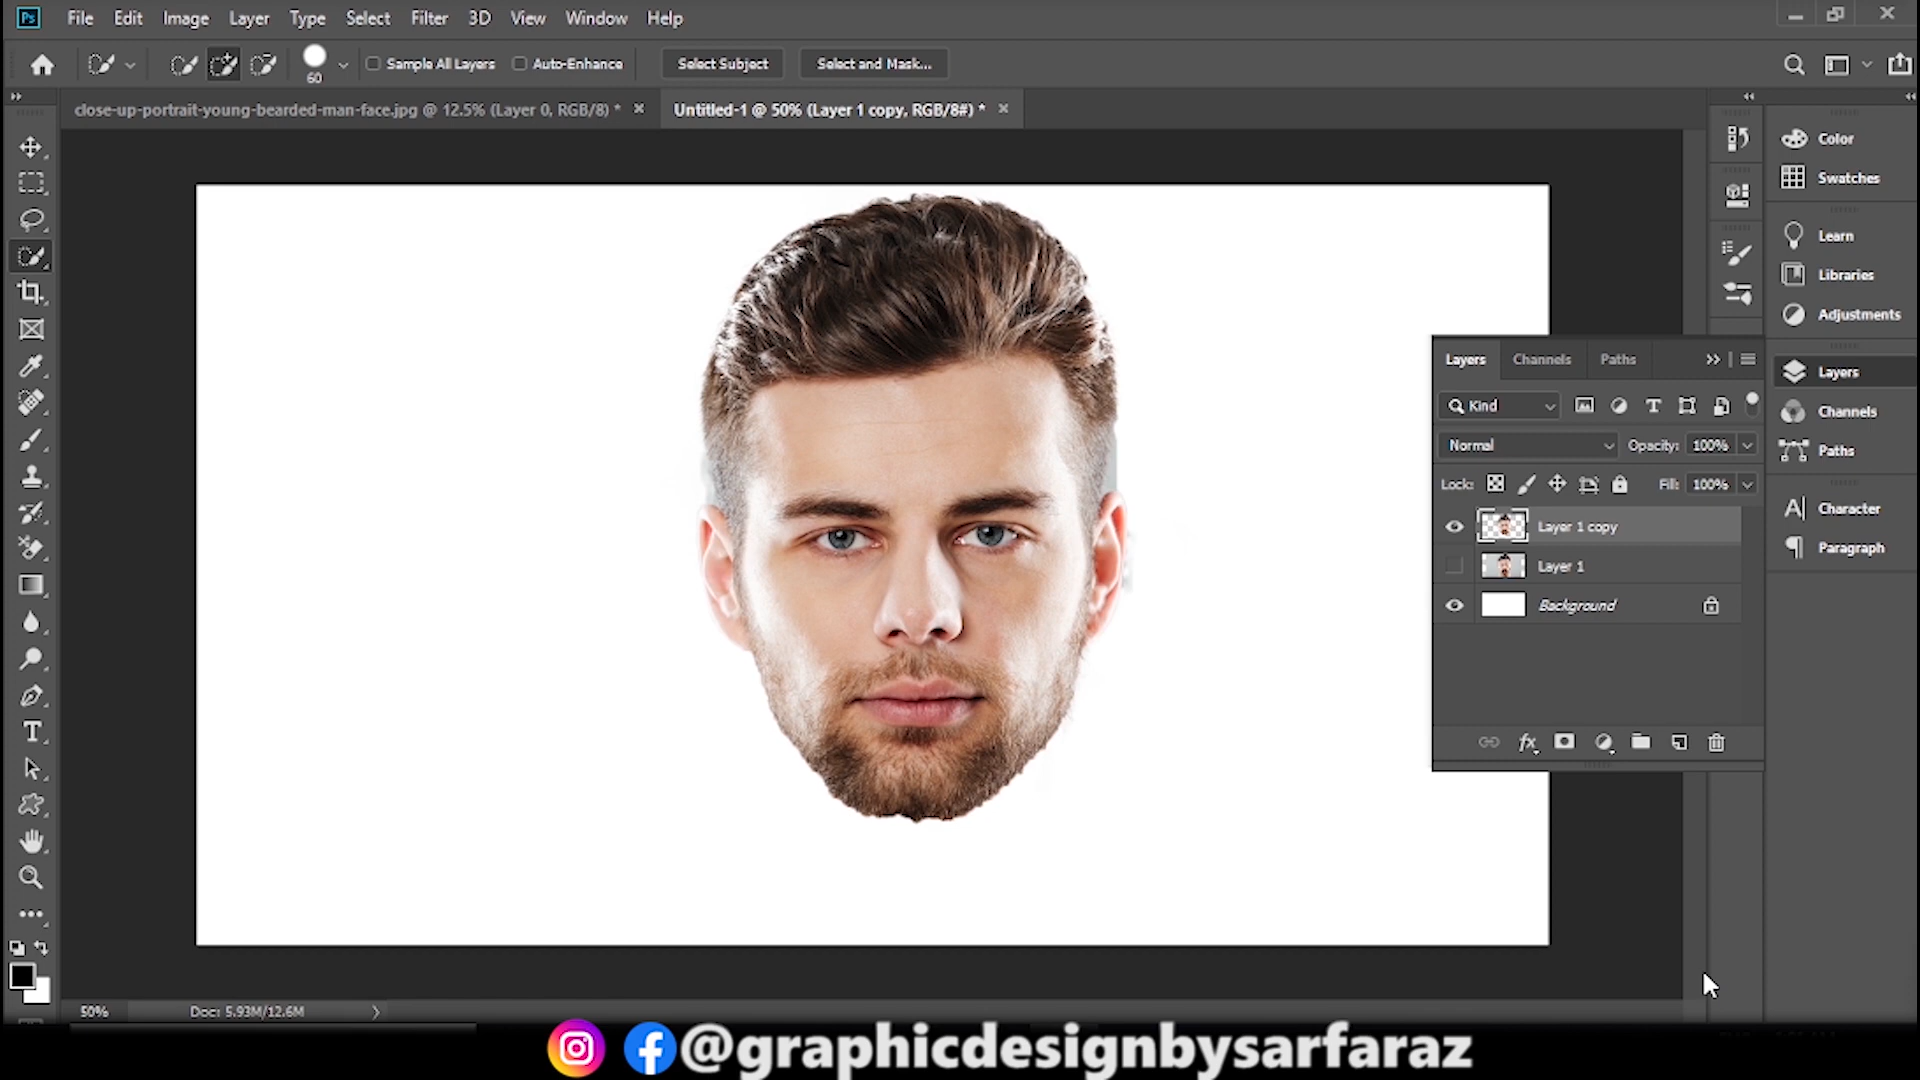 Ps File Edit Image Layer Type Select Filter 3D View Window Help
60 Sample All Layers Auto-Enhance Select Subject Select and Mask...
close-up-portrait-young-bearded-man-face.jpg @ 12.5% (Layer 0, RGB/8) * Untitled-1 @ 50% (Layer 1 copy, RGB/8#) *
Color
Swatches
Learn
Libraries
Adjustments
Layers
Channels
Paths
Character
Paragraph
Layers Channels Paths
Kind
Normal Opacity: 100%
Lock: Fill: 100%
Layer 1 copy
Layer 1
Background
50% Doc: 5.93M/12.6M
@graphicdesignbysarfaraz